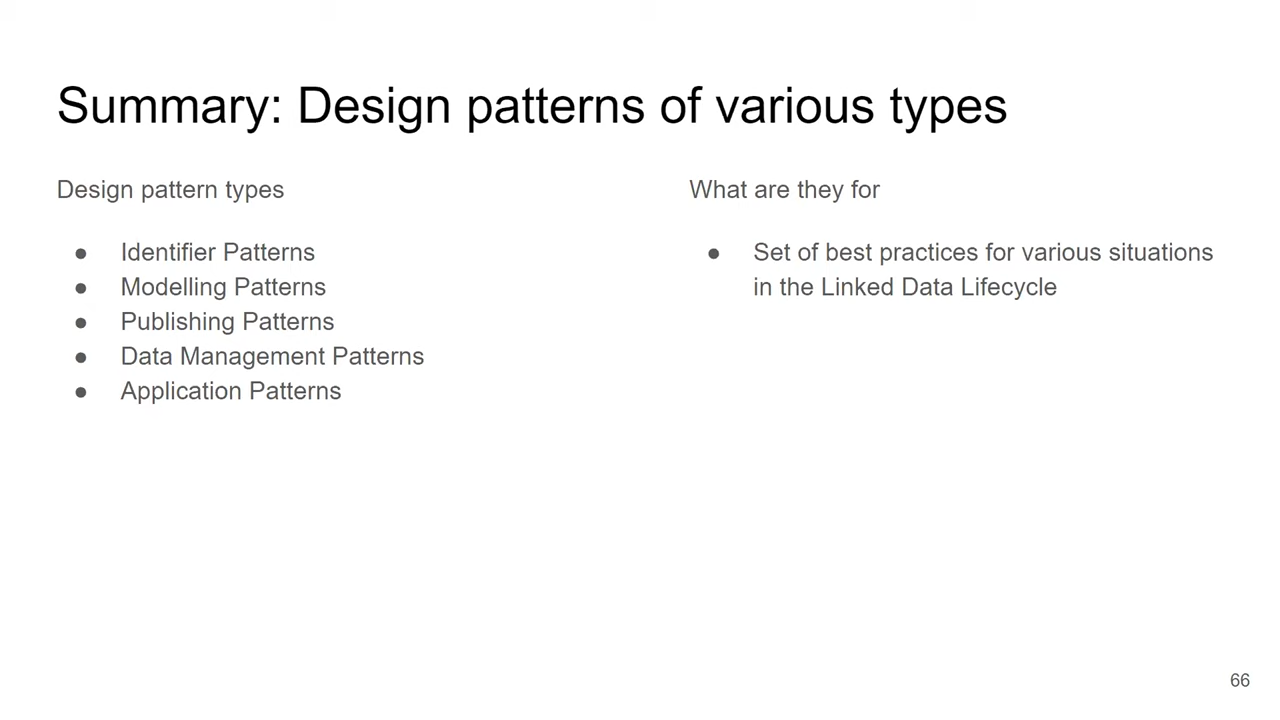 Summary: Design patterns of various types
Design pattern types
● Identifier Patterns
● Modelling Patterns
● Publishing Patterns
● Data Management Patterns
● Application Patterns
What are they for
● Set of best practices for various situations
in the Linked Data Lifecycle
66